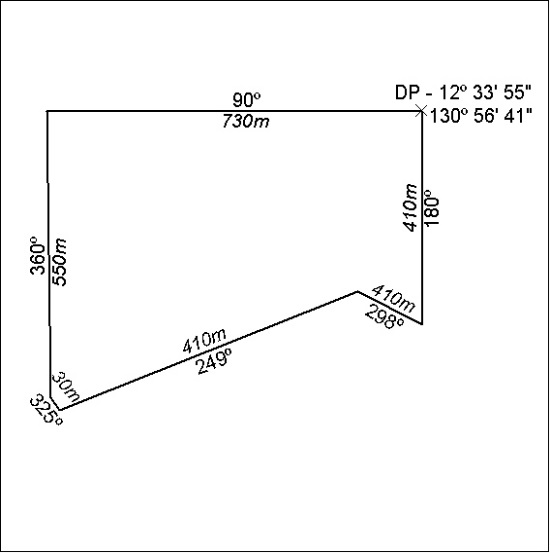 DP - 12º 33' 55"
130º 56' 41"
90º
730m
410m
180º
360º
550m
410m
298º
410m
249º
30m
325º